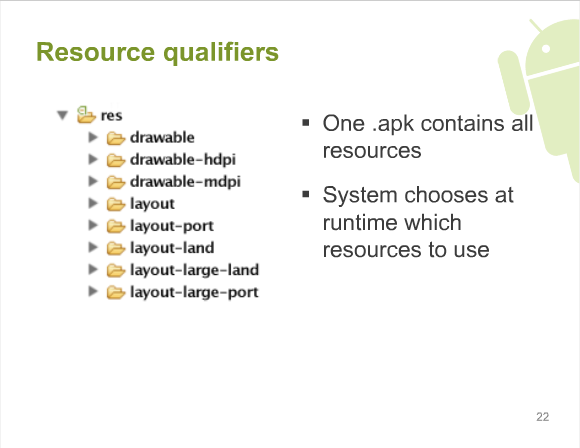 Resource qualifiers
res
drawable
drawable-hdpi
drawable-mdpi
layout
layout-port
layout-land
layout-large-land
layout-large-port
▪ One .apk contains all
resources
▪ System chooses at
runtime which
resources to use
22